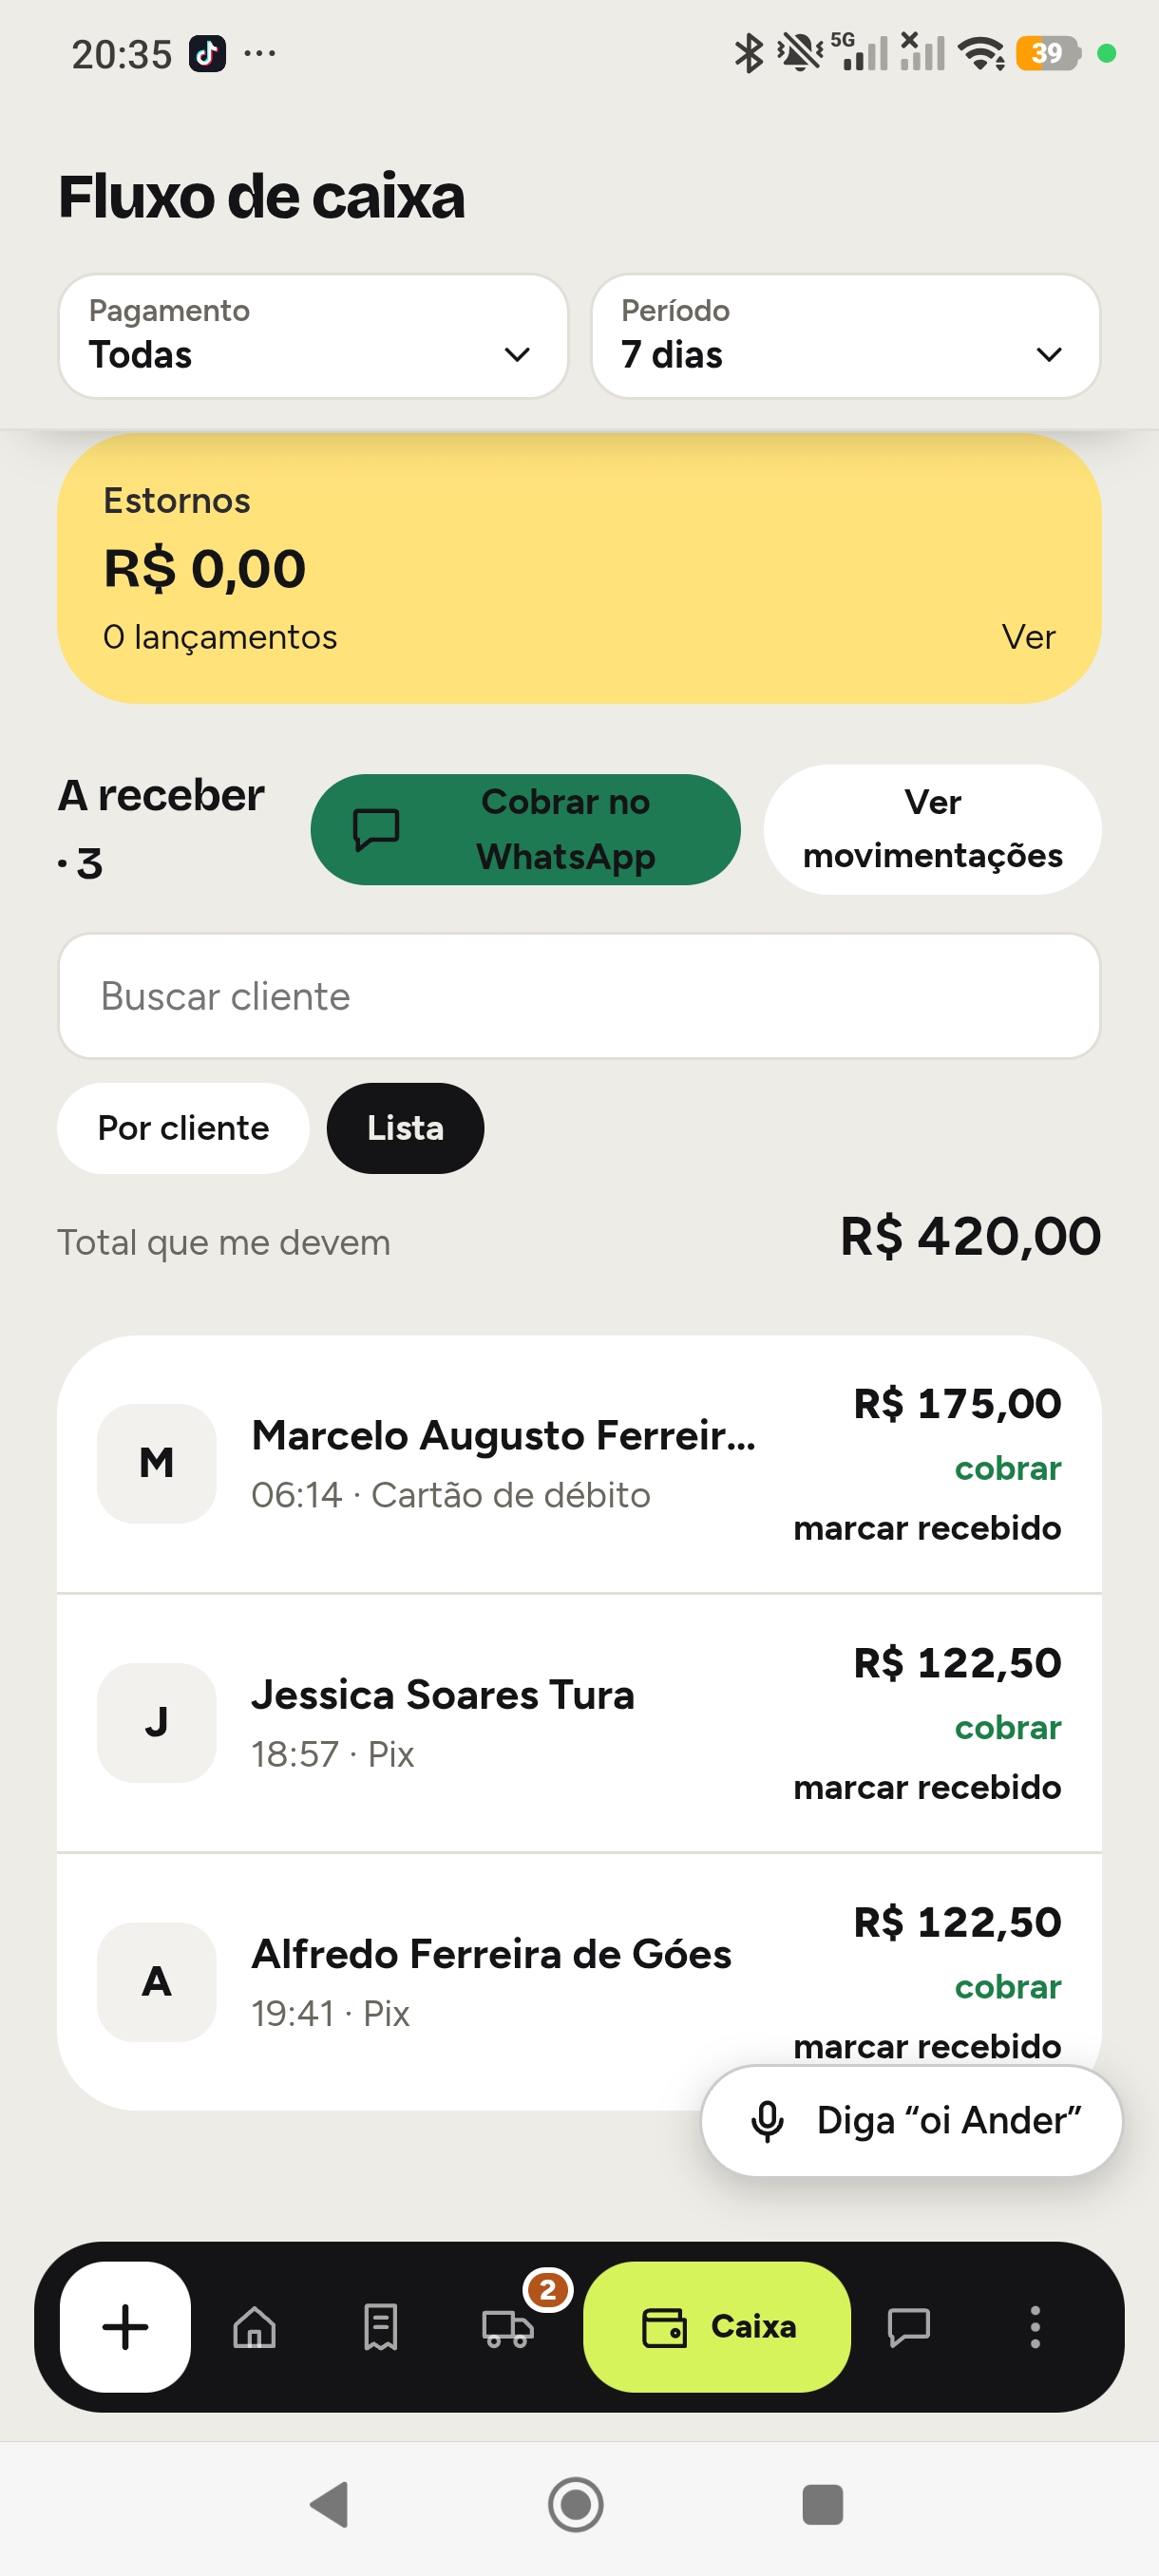 20:35
5G
39
Fluxo de caixa
Pagamento
Todas
Período
7 dias
Estornos
R$ 0,00
0 lançamentos
Ver
A receber
· 3
Cobrar no
WhatsApp
Ver
movimentações
Buscar cliente
Por cliente
Lista
Total que me devem
R$ 420,00
M
Marcelo Augusto Ferreir...
06:14 · Cartão de débito
R$ 175,00
cobrar
marcar recebido
J
Jessica Soares Tura
18:57 · Pix
R$ 122,50
cobrar
marcar recebido
A
Alfredo Ferreira de Góes
19:41 · Pix
R$ 122,50
cobrar
marcar recebido
Diga “oi Ander”
2
Caixa